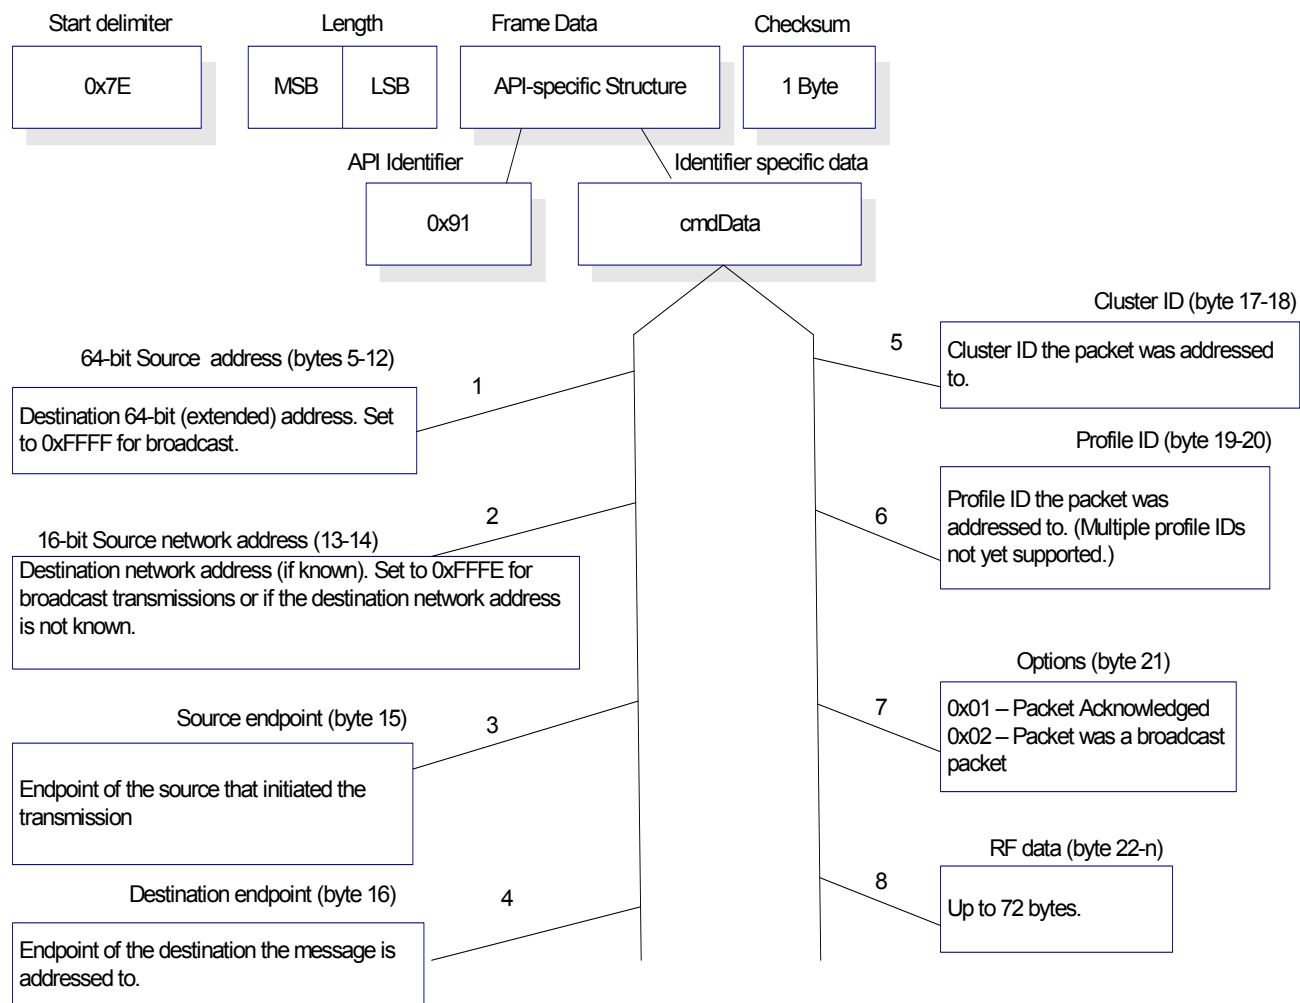 Start delimiter
Length
Frame Data
Checksum
0x7E
MSB
LSB
API-specific Structure
1 Byte
API Identifier
Identifier specific data
0x91
cmdData
64-bit Source  address (bytes 5-12)
1
Destination 64-bit (extended) address. Set
to 0xFFFF for broadcast.
2
16-bit Source network address (13-14)
Destination network address (if known). Set to 0xFFFE for
broadcast transmissions or if the destination network address
is not known.
Source endpoint (byte 15)
3
Endpoint of the source that initiated the
transmission
Destination endpoint (byte 16)
4
Endpoint of the destination the message is
addressed to.
Cluster ID (byte 17-18)
5
Cluster ID the packet was addressed
to.
Profile ID (byte 19-20)
6
Profile ID the packet was
addressed to. (Multiple profile IDs
not yet supported.)
Options (byte 21)
7
0x01 – Packet Acknowledged
0x02 – Packet was a broadcast
packet
RF data (byte 22-n)
8
Up to 72 bytes.